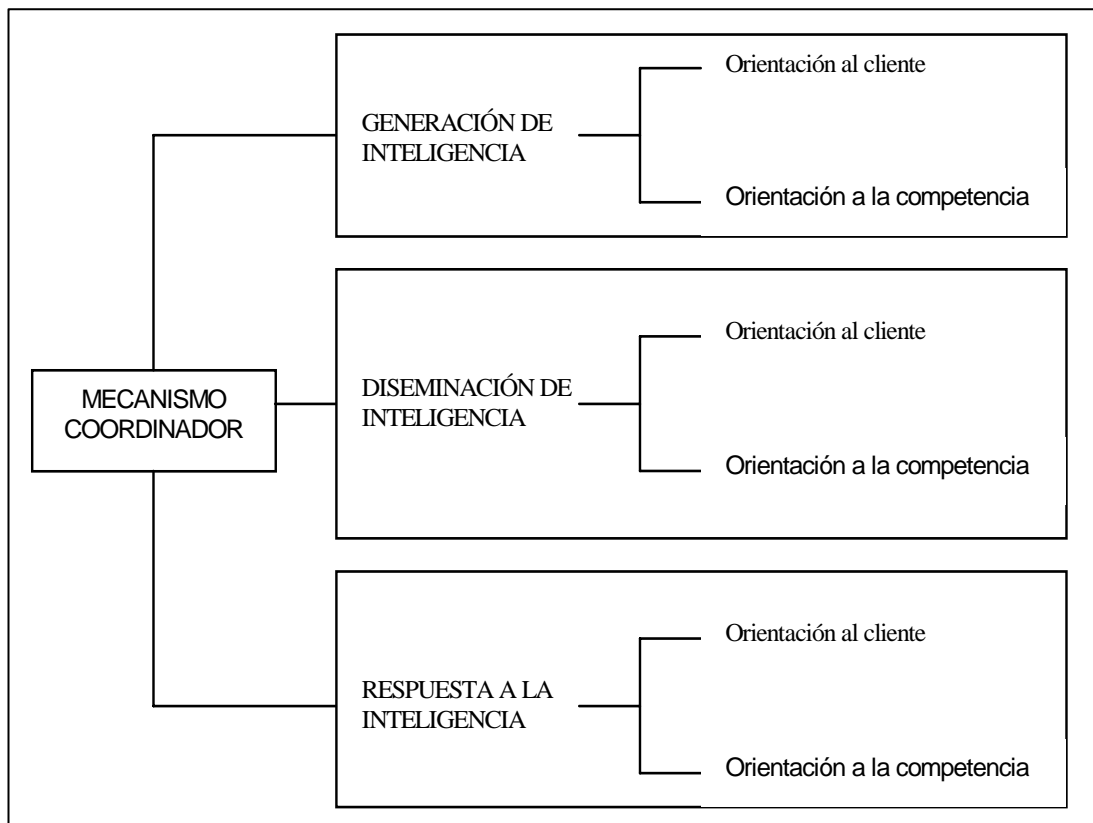 Orientación al cliente
GENERACIÓN DE
INTELIGENCIA
Orientación a la competencia
Orientación al cliente
MECANISMO
COORDINADOR
DISEMINACIÓN DE
INTELIGENCIA
Orientación a la competencia
Orientación al cliente
RESPUESTA A LA
INTELIGENCIA
Orientación a la competencia